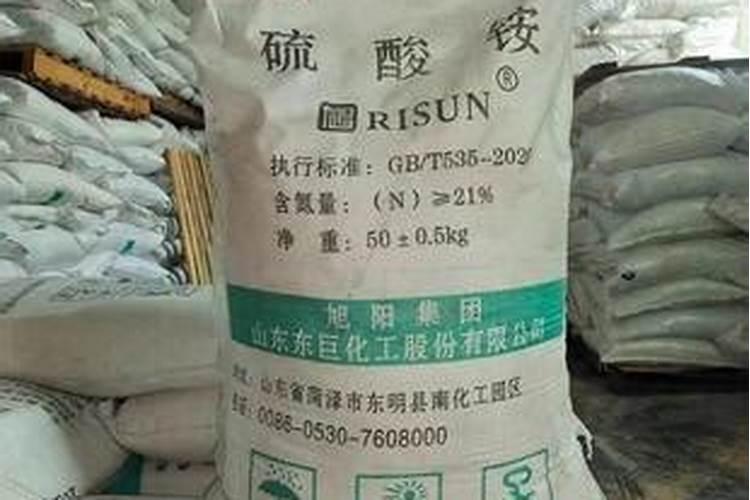 硫酸铵
RISUN®
执行标准：GB/T535-202
含氮量：（N）≥21%
净 重：50±0.5kg
旭阳集团
山东东巨化工股份有限公司
山东省菏泽市东明县南化工园区
0086-0530-7608000